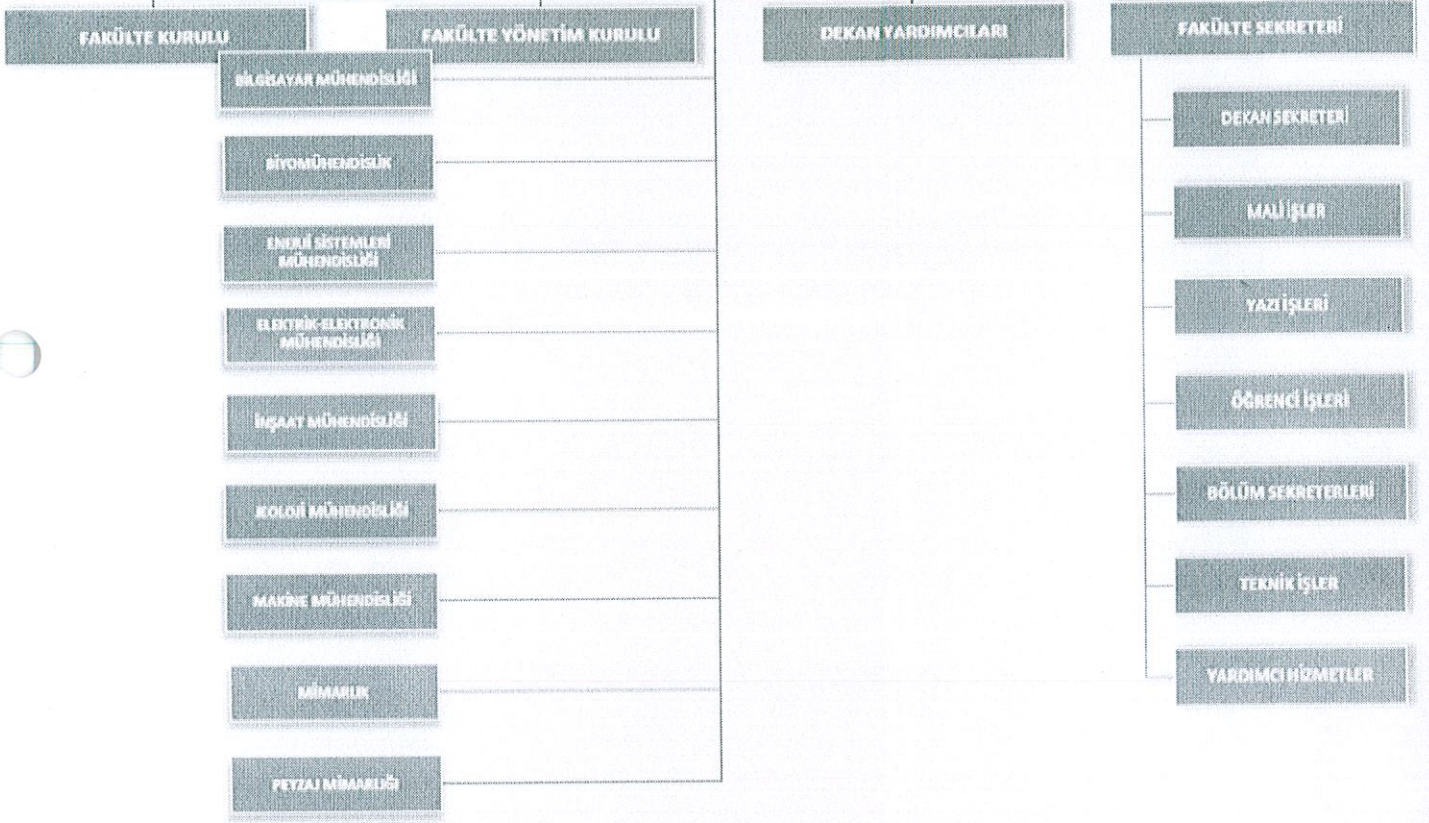 FAKÜLTE KURULU
FAKÜLTE YÖNETİM KURULU
DEKAN YARDIMCILARI
FAKÜLTE SEKRETERİ
BİLGİSAYAR MÜHENDİSLİĞİ
BİYOMÜHENDİSLİK
ENERJİ SİSTEMLERİ
MÜHENDİSLİĞİ
ELEKTRİK-ELEKTRONİK
MÜHENDİSLİĞİ
İNŞAAT MÜHENDİSLİĞİ
JEOLOJİ MÜHENDİSLİĞİ
MAKİNE MÜHENDİSLİĞİ
MİMARLIK
PEYZAJ MİMARLIĞI
DEKAN SEKRETERİ
MALİ İŞLER
YAZI İŞLERİ
ÖĞRENCİ İŞLERİ
BÖLÜM SEKRETERLERİ
TEKNİK İŞLER
YARDIMCI HİZMETLER